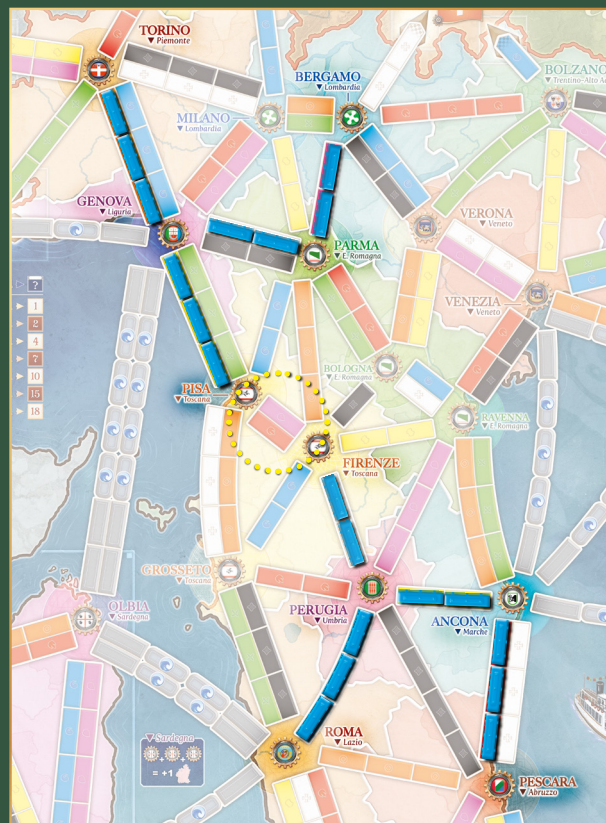 TORINO
▼ Piemonte
BERGAMO
▼ Lombardia
BOLZANO
▼ Trentino-Alto A
MILANO
▼ Lombardia
GENOVA
▼ Liguria
VERONA
▼ Veneto
PARMA
▼ E. Romagna
VENEZIA
▼ Veneto
?
1
2
4
7
10
15
18
BOLOGNA
▼ E. Romagna
PISA
▼ Toscana
RAVENNA
▼ E. Romagna
FIRENZE
▼ Toscana
GROSSETO
▼ Toscana
OLBIA
▼ Sardegna
PERUGIA
▼ Umbria
ANCONA
▼ Marche
ROMA
▼ Lazio
▼ Sardegna
= +1
PESCARA
▼ Abruzzo